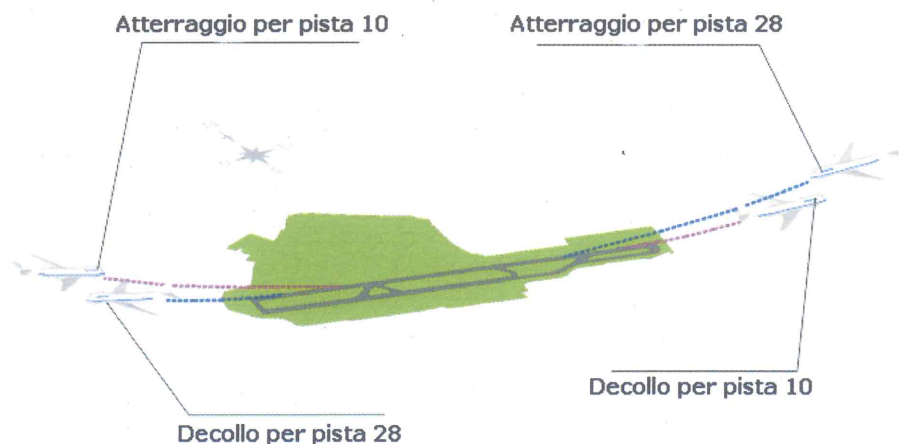 Atterraggio per pista 10
Atterraggio per pista 28
Decollo per pista 10
Decollo per pista 28